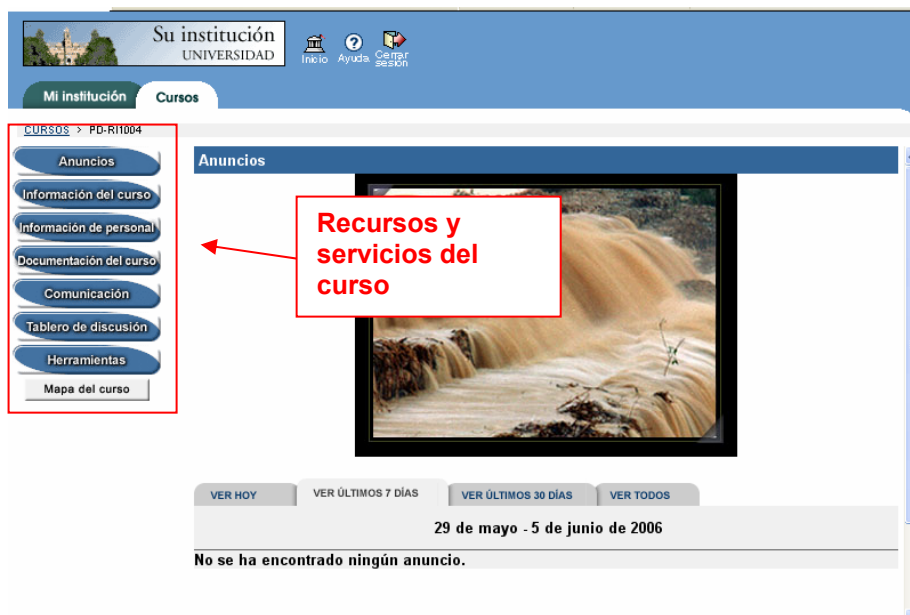 Su institución
UNIVERSIDAD
Inicio Ayuda Cerrar sesión
Mi institución Cursos
CURSOS > PD-RI1004
Anuncios
Información del curso
Información de personal
Documentación del curso
Comunicación
Tablero de discusión
Herramientas
Mapa del curso
Anuncios
Recursos y
servicios del
curso
VER HOY VER ÚLTIMOS 7 DÍAS VER ÚLTIMOS 30 DÍAS VER TODOS
29 de mayo - 5 de junio de 2006
No se ha encontrado ningún anuncio.